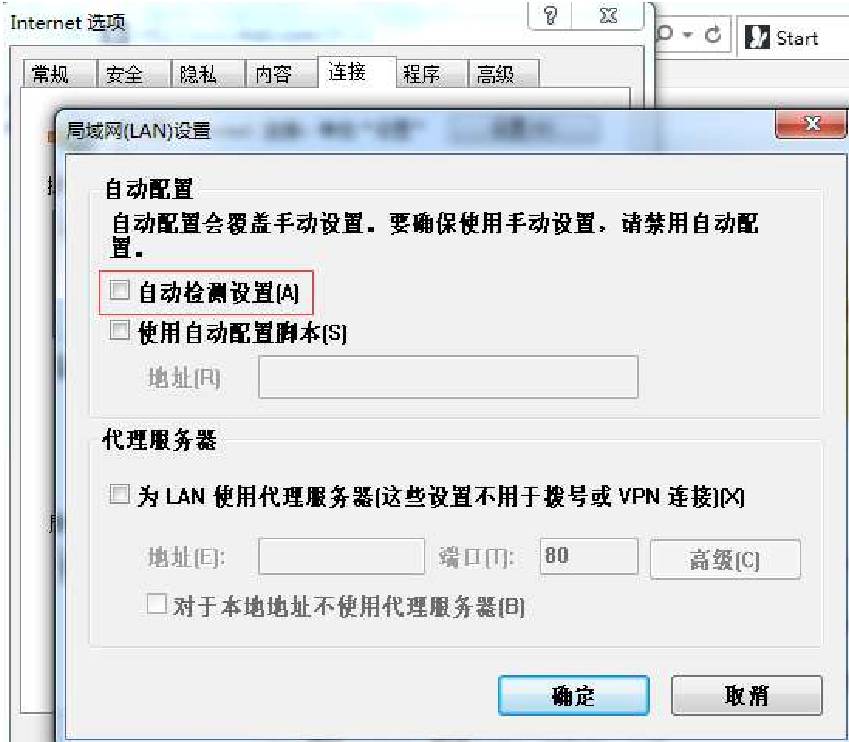 Internet 选项
Start
常规 安全 隐私 内容 连接 程序 高级
局域网(LAN)设置
自动配置
自动配置会覆盖手动设置。要确保使用手动设置，请禁用自动配
置。
自动检测设置(A)
使用自动配置脚本(S)
地址(R)
代理服务器
为 LAN 使用代理服务器(这些设置不用于拨号或 VPN 连接)(X)
地址(E): 端口(T): 80 高级(C)
对于本地地址不使用代理服务器(B)
确定 取消